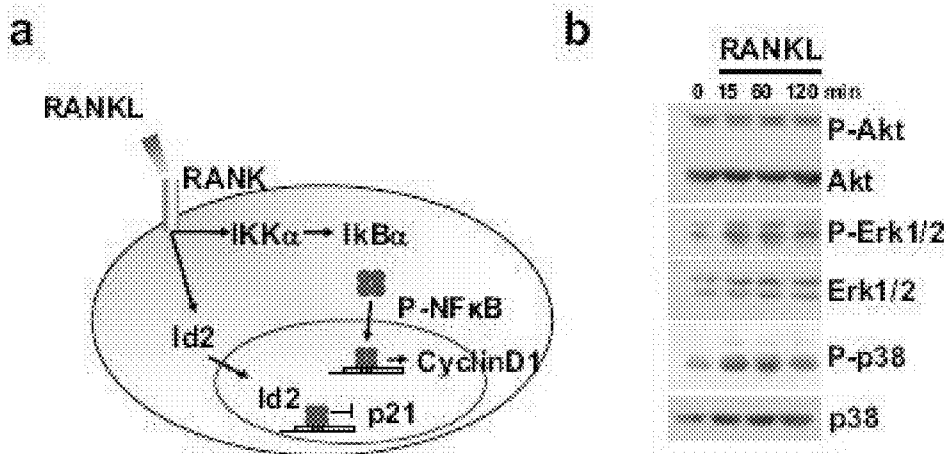 a
RANKL
RANK
IKKα
IkBα
P-NFκB
Id2
CyclinD1
Id2
p21
b
RANKL
0 15 60 120 min
P-Akt
Akt
P-Erk1/2
Erk1/2
P-p38
p38